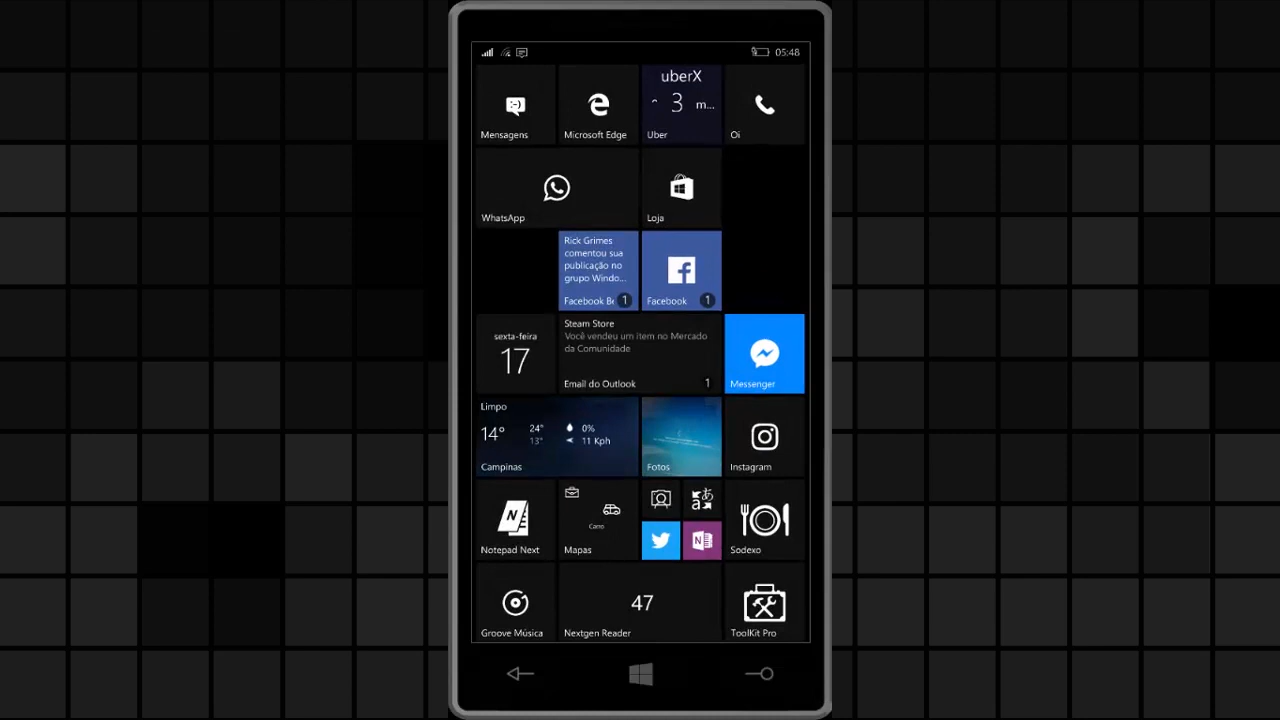 05:48
uberX
3 m...
Mensagens
Microsoft Edge
Uber
Oi
WhatsApp
Loja
Rick Grimes
comentou sua
publicação no
grupo Windo...
Facebook Be 1
Facebook 1
sexta-feira
17
Steam Store
Você vendeu um item no Mercado
da Comunidade
Email do Outlook 1
Messenger
Limpo
14° 24° 0%
13° 11 Kph
Campinas
Fotos
Instagram
Notepad Next
Carro
Mapas
あ
a
Sodexo
Groove Música
47
Nextgen Reader
ToolKit Pro